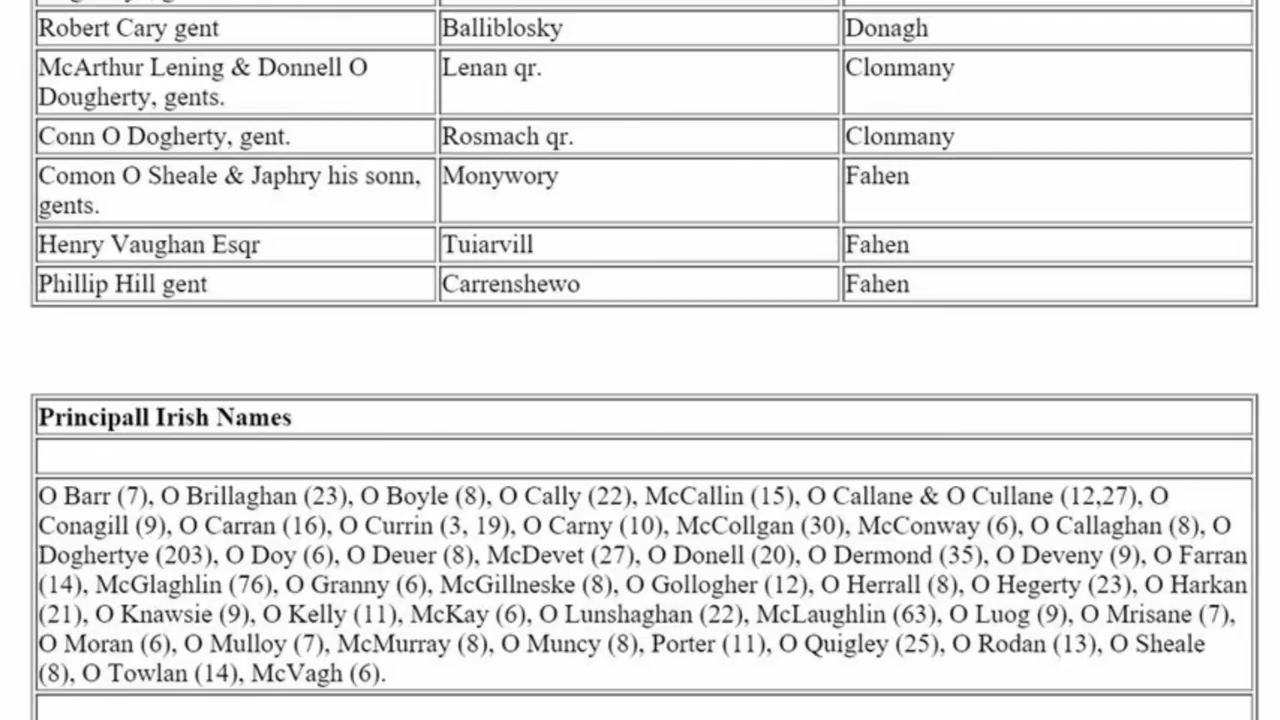 Robert Cary gent Balliblosky Donagh
McArthur Lening & Donnell O Lenan qr. Clonmany
Dougherty, gents.
Conn O Dogherty, gent. Rosmach qr. Clonmany
Comon O Sheale & Japhry his sonn, Monywory Fahen
gents.
Henry Vaughan Esqr Tuiarvill Fahen
Phillip Hill gent Carrenshewo Fahen
Principall Irish Names
O Barr (7), O Brillaghan (23), O Boyle (8), O Cally (22), McCallin (15), O Callane & O Cullane (12,27), O
Conagill (9), O Carran (16), O Currin (3, 19), O Carny (10), McCollgan (30), McConway (6), O Callaghan (8), O
Doghertye (203), O Doy (6), O Deuer (8), McDevet (27), O Donell (20), O Dermond (35), O Deveny (9), O Farran
(14), McGlaghlin (76), O Granny (6), McGillneske (8), O Gollogher (12), O Herrall (8), O Hegerty (23), O Harkan
(21), O Knawsie (9), O Kelly (11), McKay (6), O Lunshaghan (22), McLaughlin (63), O Luog (9), O Mrisane (7),
O Moran (6), O Mulloy (7), McMurray (8), O Muncy (8), Porter (11), O Quigley (25), O Rodan (13), O Sheale
(8), O Towlan (14), McVagh (6).